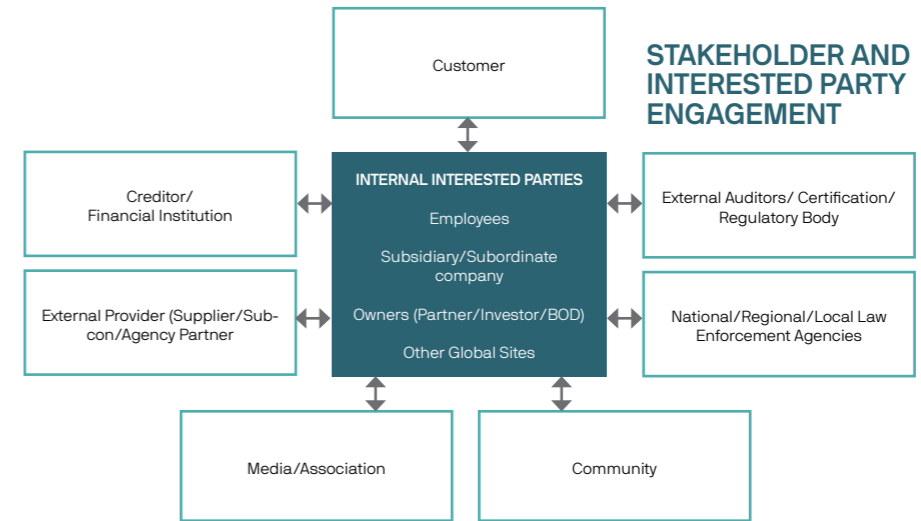 STAKEHOLDER AND
INTERESTED PARTY
ENGAGEMENT
Customer
Creditor/
Financial Institution
External Provider (Supplier/Sub-
con/Agency Partner
INTERNAL INTERESTED PARTIES
Employees
Subsidiary/Subordinate
company
Owners (Partner/Investor/BOD)
Other Global Sites
External Auditors/ Certification/
Regulatory Body
National/Regional/Local Law
Enforcement Agencies
Media/Association
Community